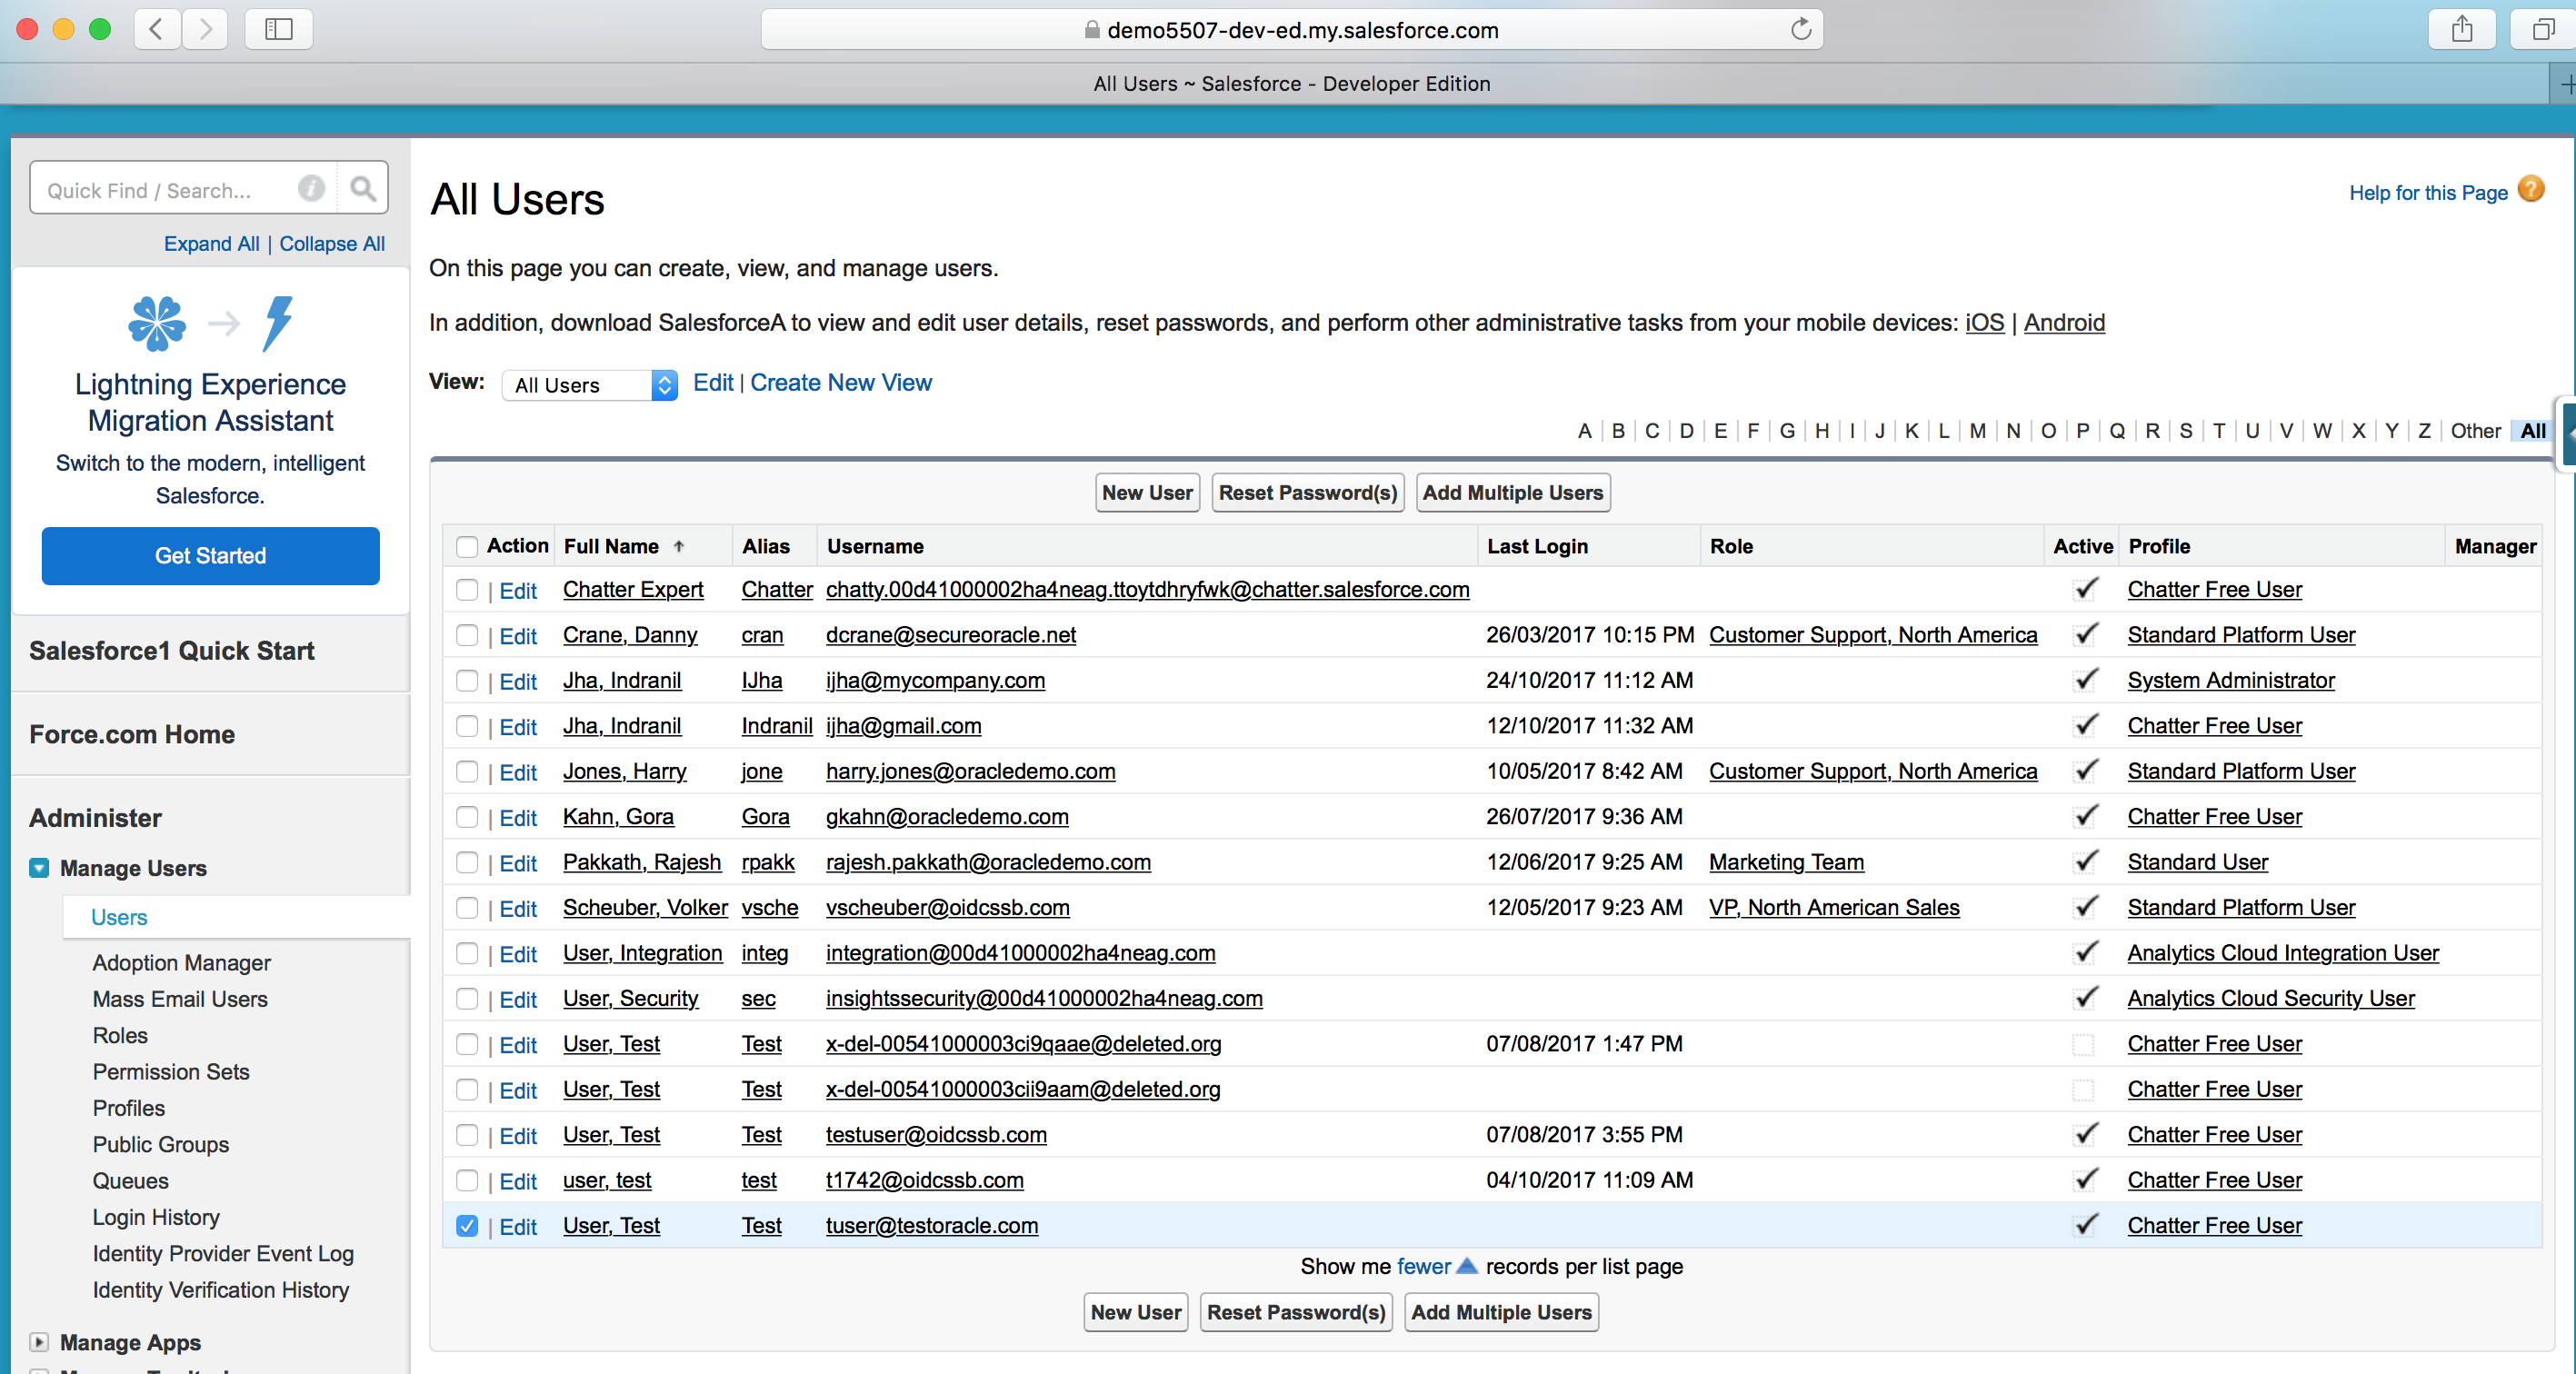 demo5507-dev-ed.my.salesforce.com
All Users ~ Salesforce - Developer Edition
Quick Find / Search...
Expand All | Collapse All
Lightning Experience
Migration Assistant
Switch to the modern, intelligent
Salesforce.
Get Started
Salesforce1 Quick Start
Force.com Home
Administer
Manage Users
Users
Adoption Manager
Mass Email Users
Roles
Permission Sets
Profiles
Public Groups
Queues
Login History
Identity Provider Event Log
Identity Verification History
Manage Apps
All Users
Help for this Page ?
On this page you can create, view, and manage users.
In addition, download SalesforceA to view and edit user details, reset passwords, and perform other administrative tasks from your mobile devices: iOS | Android
View: All Users Edit | Create New View
A | B | C | D | E | F | G | H | I | J | K | L | M | N | O | P | Q | R | S | T | U | V | W | X | Y | Z | Other | All
New User Reset Password(s) Add Multiple Users
Action Full Name Alias Username Last Login Role Active Profile Manager
| Edit Chatter Expert Chatter chatty.00d41000002ha4neag.ttoytdhryfwk@chatter.salesforce.com Chatter Free User
| Edit Crane, Danny cran dcrane@secureoracle.net 26/03/2017 10:15 PM Customer Support, North America Standard Platform User
| Edit Jha, Indranil IJha ijha@mycompany.com 24/10/2017 11:12 AM System Administrator
| Edit Jha, Indranil Indranil ijha@gmail.com 12/10/2017 11:32 AM Chatter Free User
| Edit Jones, Harry jone harry.jones@oracledemo.com 10/05/2017 8:42 AM Customer Support, North America Standard Platform User
| Edit Kahn, Gora Gora gkahn@oracledemo.com 26/07/2017 9:36 AM Chatter Free User
| Edit Pakkath, Rajesh rpakk rajesh.pakkath@oracledemo.com 12/06/2017 9:25 AM Marketing Team Standard User
| Edit Scheuber, Volker vsche vscheuber@oidcssb.com 12/05/2017 9:23 AM VP, North American Sales Standard Platform User
| Edit User, Integration integ integration@00d41000002ha4neag.com Analytics Cloud Integration User
| Edit User, Security sec insightssecurity@00d41000002ha4neag.com Analytics Cloud Security User
| Edit User, Test Test x-del-00541000003ci9qaae@deleted.org 07/08/2017 1:47 PM Chatter Free User
| Edit User, Test Test x-del-00541000003cii9aam@deleted.org Chatter Free User
| Edit User, Test Test testuser@oidcssb.com 07/08/2017 3:55 PM Chatter Free User
| Edit user, test test t1742@oidcssb.com 04/10/2017 11:09 AM Chatter Free User
| Edit User, Test Test tuser@testoracle.com Chatter Free User
Show me fewer records per list page
New User Reset Password(s) Add Multiple Users